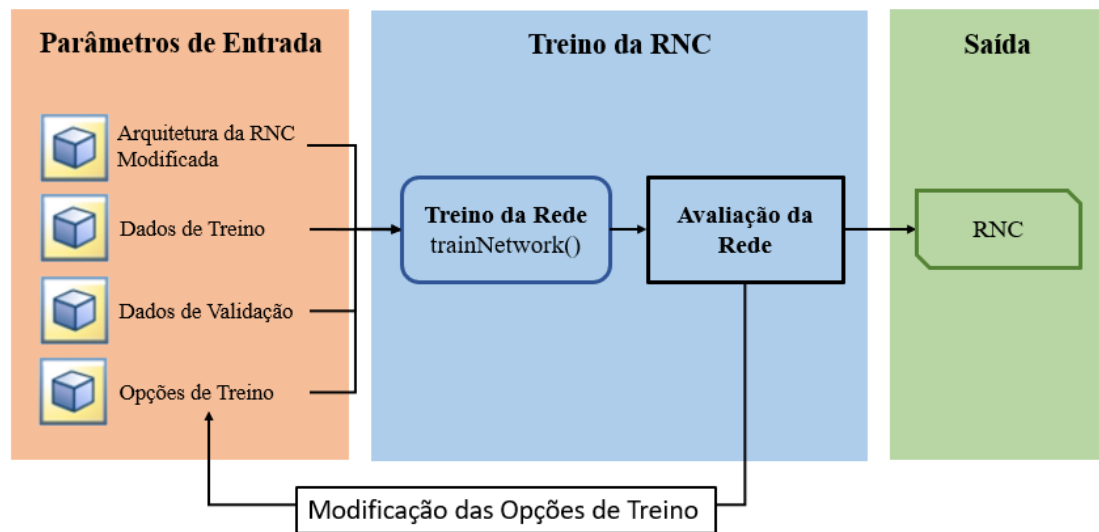 Parâmetros de Entrada
Arquitetura da RNC
Modificada
Dados de Treino
Dados de Validação
Opções de Treino
Treino da RNC
Treino da Rede
trainNetwork()
Avaliação da
Rede
Saída
RNC
Modificação das Opções de Treino